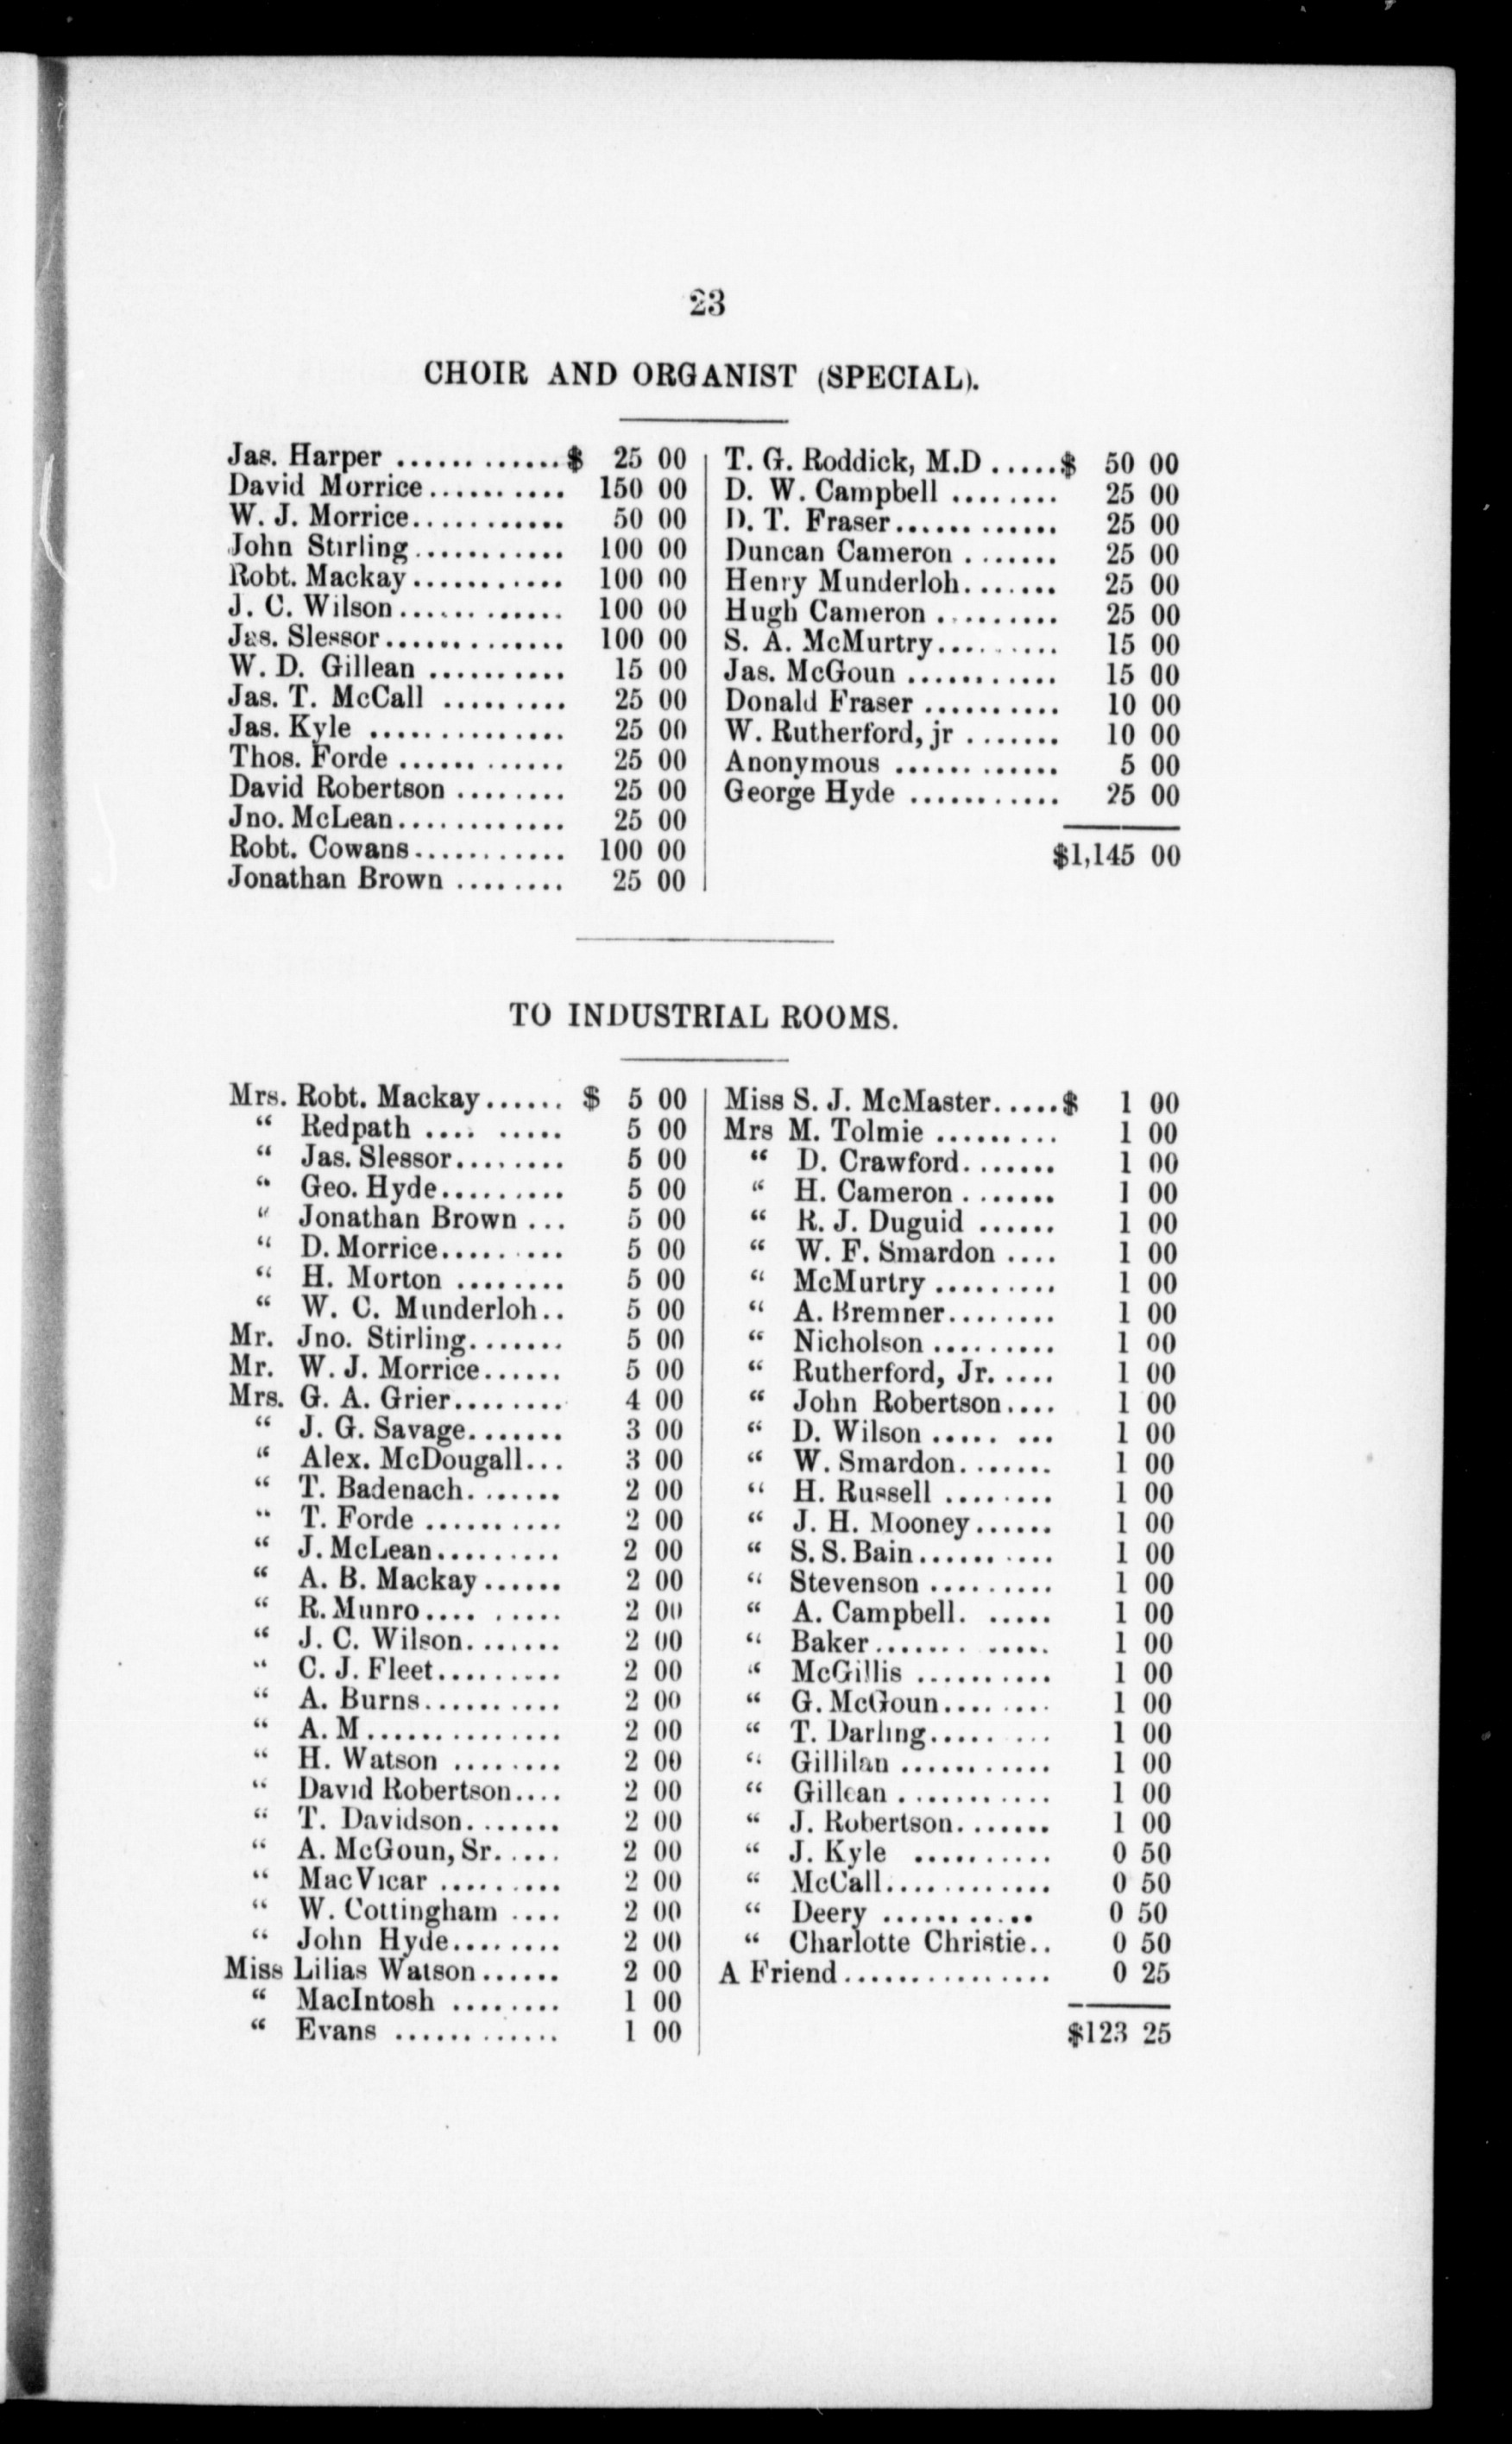 23
CHOIR AND ORGANIST (SPECIAL).
Jas. Harper ............$ 25 00
David Morrice.......... 150 00
W. J. Morrice........... 50 00
John Stirling........... 100 00
Robt. Mackay........... 100 00
J. C. Wilson............ 100 00
Jas. Slessor............. 100 00
W. D. Gillean .......... 15 00
Jas. T. McCall ......... 25 00
Jas. Kyle ............... 25 00
Thos. Forde ............ 25 00
David Robertson ........ 25 00
Jno. McLean............ 25 00
Robt. Cowans........... 100 00
Jonathan Brown ........ 25 00
T. G. Roddick, M.D .....$ 50 00
D. W. Campbell ........ 25 00
D. T. Fraser............ 25 00
Duncan Cameron ....... 25 00
Henry Munderloh....... 25 00
Hugh Cameron ......... 25 00
S. A. McMurtry......... 15 00
Jas. McGoun ........... 15 00
Donald Fraser .......... 10 00
W. Rutherford, jr ....... 10 00
Anonymous ............ 5 00
George Hyde ........... 25 00
$1,145 00
TO INDUSTRIAL ROOMS.
Mrs. Robt. Mackay...... $ 5 00
“ Redpath .... ..... 5 00
“ Jas. Slessor........ 5 00
“ Geo. Hyde......... 5 00
“ Jonathan Brown ... 5 00
“ D. Morrice......... 5 00
“ H. Morton ........ 5 00
“ W. C. Munderloh.. 5 00
Mr. Jno. Stirling....... 5 00
Mr. W. J. Morrice...... 5 00
Mrs. G. A. Grier........ 4 00
“ J. G. Savage....... 3 00
“ Alex. McDougall... 3 00
“ T. Badenach. ...... 2 00
“ T. Forde .......... 2 00
“ J. McLean......... 2 00
“ A. B. Mackay...... 2 00
“ R. Munro.... ..... 2 00
“ J. C. Wilson....... 2 00
“ C. J. Fleet......... 2 00
“ A. Burns.......... 2 00
“ A. M............... 2 00
“ H. Watson ........ 2 00
“ David Robertson.... 2 00
“ T. Davidson....... 2 00
“ A. McGoun, Sr..... 2 00
“ MacVicar ......... 2 00
“ W. Cottingham .... 2 00
“ John Hyde........ 2 00
Miss Lilias Watson...... 2 00
“ MacIntosh ........ 1 00
“ Evans ............ 1 00
Miss S. J. McMaster.....$ 1 00
Mrs M. Tolmie ......... 1 00
“ D. Crawford....... 1 00
“ H. Cameron ....... 1 00
“ R. J. Duguid ...... 1 00
“ W. F. Smardon .... 1 00
“ McMurtry ......... 1 00
“ A. Bremner........ 1 00
“ Nicholson ......... 1 00
“ Rutherford, Jr. .... 1 00
“ John Robertson.... 1 00
“ D. Wilson ..... ... 1 00
“ W. Smardon....... 1 00
“ H. Russell ........ 1 00
“ J. H. Mooney...... 1 00
“ S. S. Bain.......... 1 00
“ Stevenson ......... 1 00
“ A. Campbell. ..... 1 00
“ Baker....... ..... 1 00
“ McGillis .......... 1 00
“ G. McGoun........ 1 00
“ T. Darling......... 1 00
“ Gillilan ........... 1 00
“ Gillean ........... 1 00
“ J. Robertson....... 1 00
“ J. Kyle .......... 0 50
“ McCall............ 0 50
“ Deery ........... 0 50
“ Charlotte Christie.. 0 50
A Friend............... 0 25
$123 25